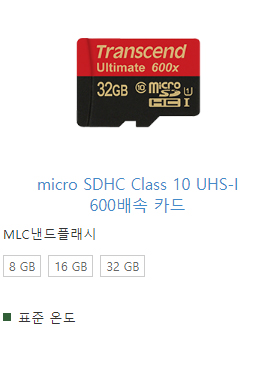 Transcend
Ultimate 600x
32GB 10 micro SD HC I U1
micro SDHC Class 10 UHS-I
600배속 카드
MLC낸드플래시
8 GB 16 GB 32 GB
표준 온도